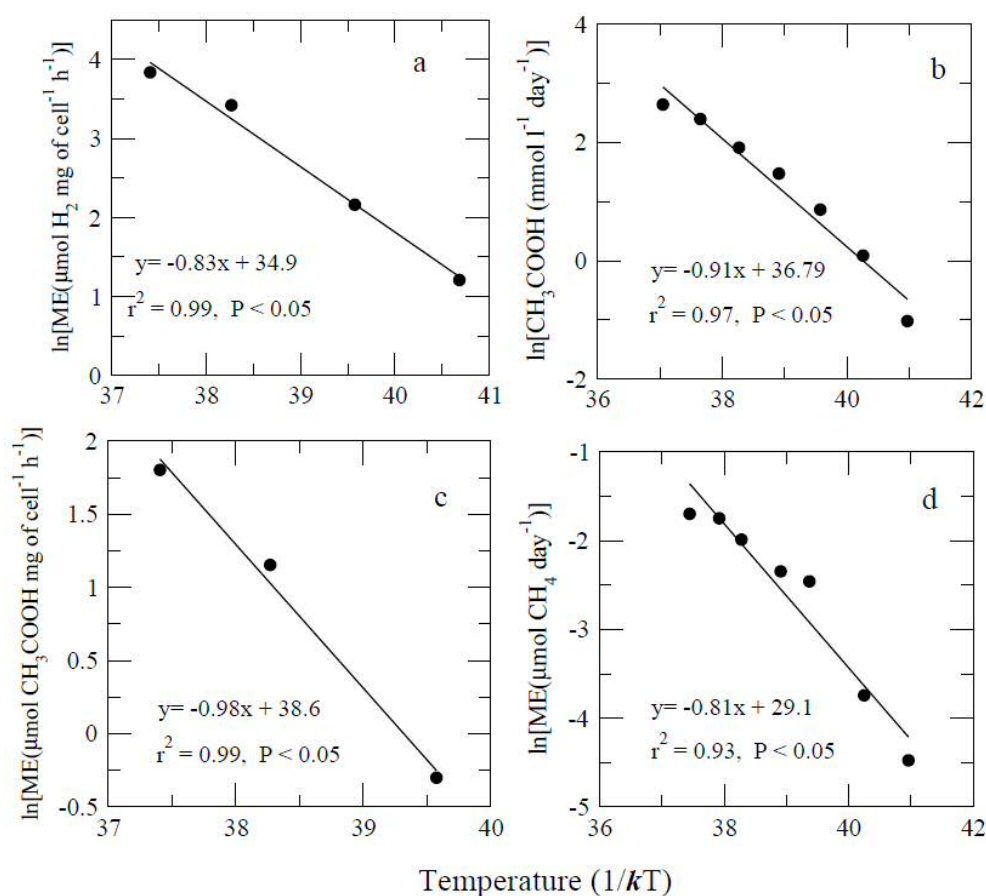 a
ln[ME(μmol H₂ mg of cell⁻¹ h⁻¹)]
4
3
2
1
0
y= -0.83x + 34.9
r² = 0.99, P < 0.05
37 38 39 40 41
b
ln[CH₃COOH (mmol l⁻¹ day⁻¹)]
4
2
0
-2
y= -0.91x + 36.79
r² = 0.97, P < 0.05
36 38 40 42
c
ln[ME(μmol CH₃COOH mg of cell⁻¹ h⁻¹)]
2
1.5
1
0.5
0
-0.5
y= -0.98x + 38.6
r² = 0.99, P < 0.05
37 38 39 40
d
ln[ME(μmol CH₄ day⁻¹)]
-1
-2
-3
-4
-5
y= -0.81x + 29.1
r² = 0.93, P < 0.05
36 38 40 42
Temperature (1/kT)